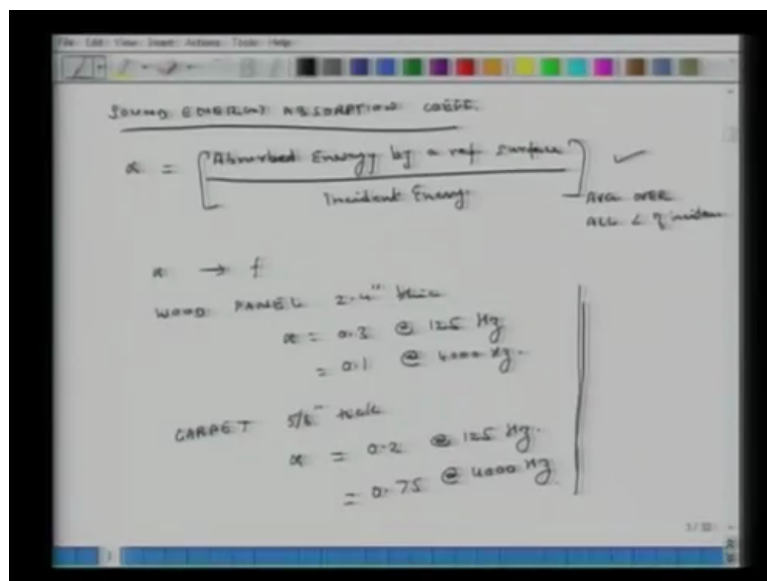 File Edit View Insert Actions Tools Help
SOUND ENERGY ABSORPTION COEFF.
α = [Absorbed Energy by a ref surface
Incident Energy.] AVG OVER
ALL ∠ of
α → f
WOOD PANEL 2-4" thick
α = 0.3 @ 125 Hz
= 0.1 @ 4000 Hz.
CARPET 5/8" thick
α = 0.2 @ 125 Hz.
= 0.75 @ 4000 Hz